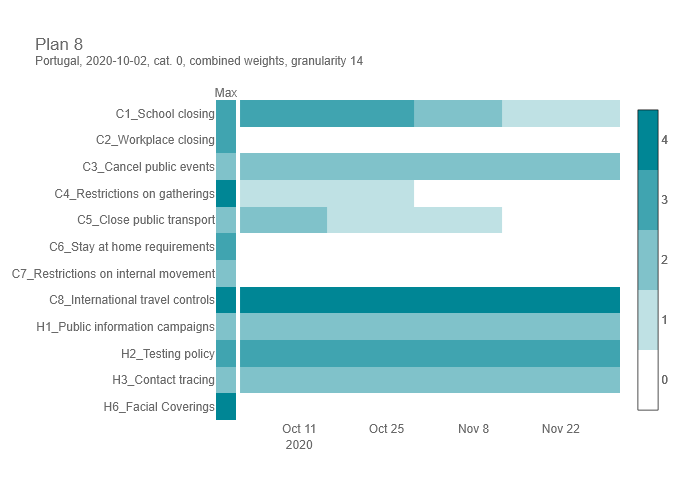 Plan 8
Portugal, 2020-10-02, cat. 0, combined weights, granularity 14
Max
C1_School closing
C2_Workplace closing
C3_Cancel public events
C4_Restrictions on gatherings
C5_Close public transport
C6_Stay at home requirements
C7_Restrictions on internal movement
C8_International travel controls
H1_Public information campaigns
H2_Testing policy
H3_Contact tracing
H6_Facial Coverings
4
3
2
1
0
Oct 11 Oct 25 Nov 8 Nov 22
2020